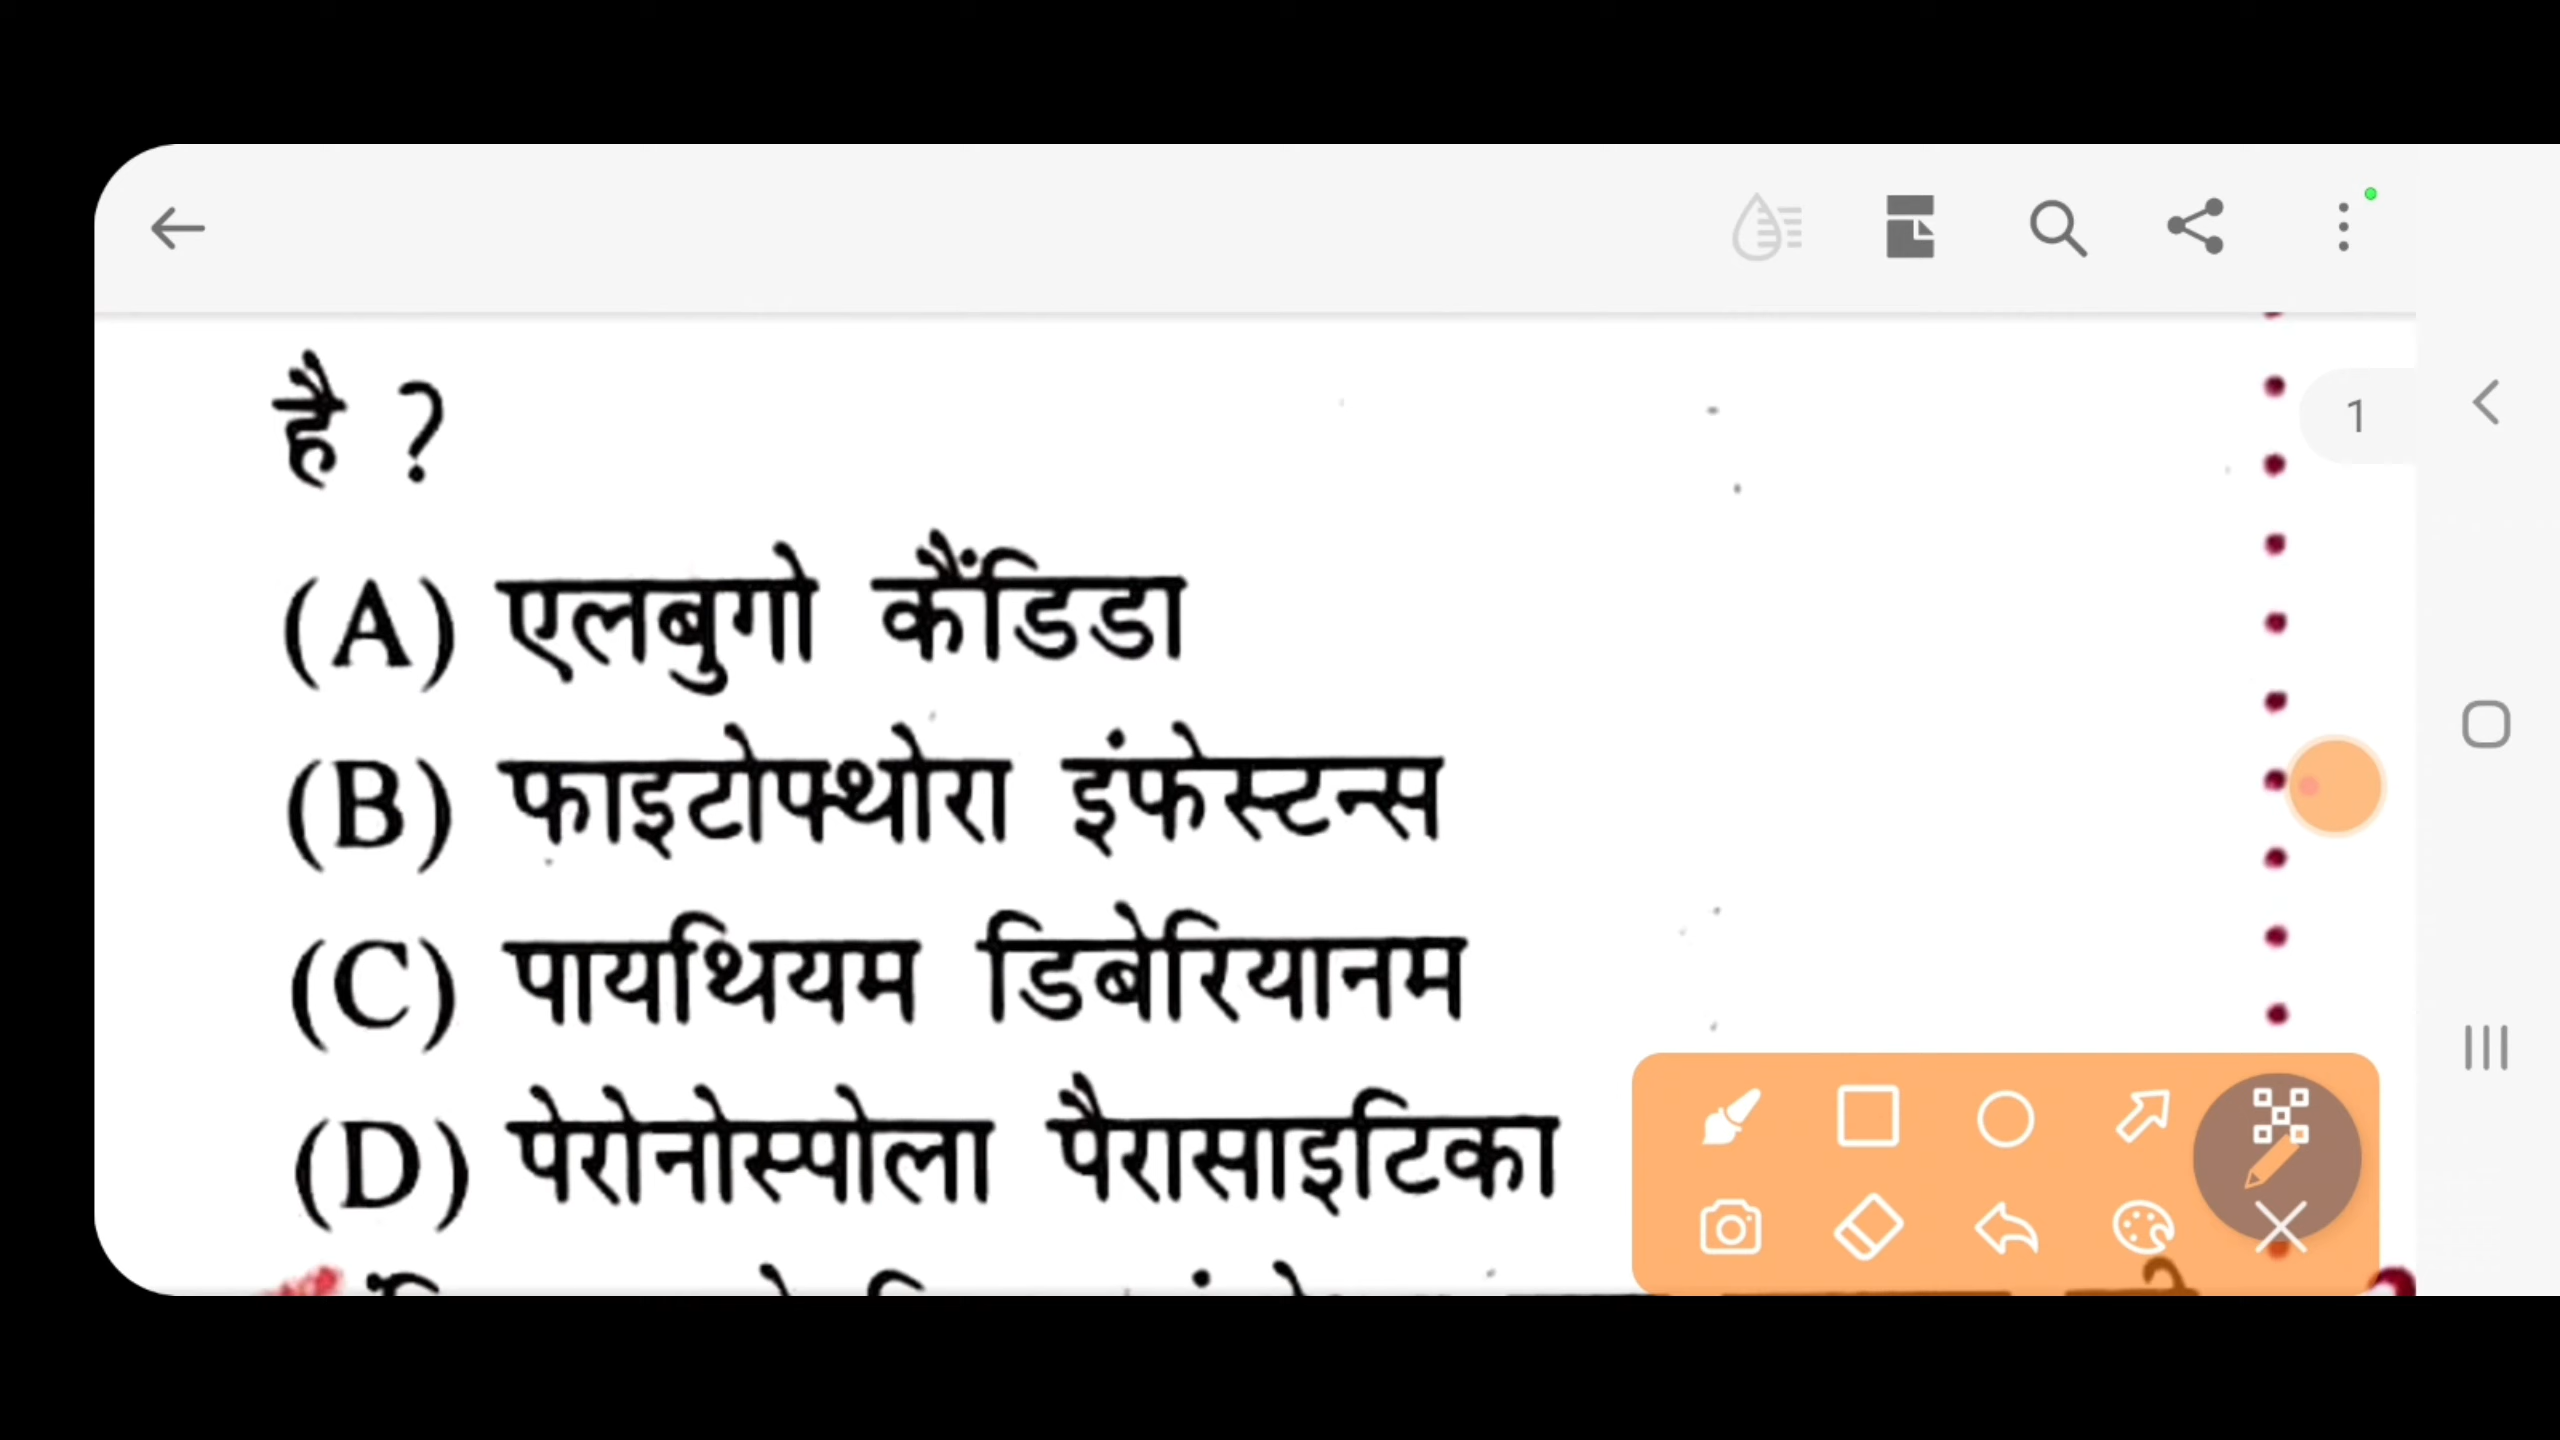 1
है ?
(A) एलबुगो कैंडिडा
(B) फाइटोफ्थोरा इंफेस्टन्स
(C) पायथियम डिबेरियानम
(D) पेरोनोस्पोला पैरासाइटिका